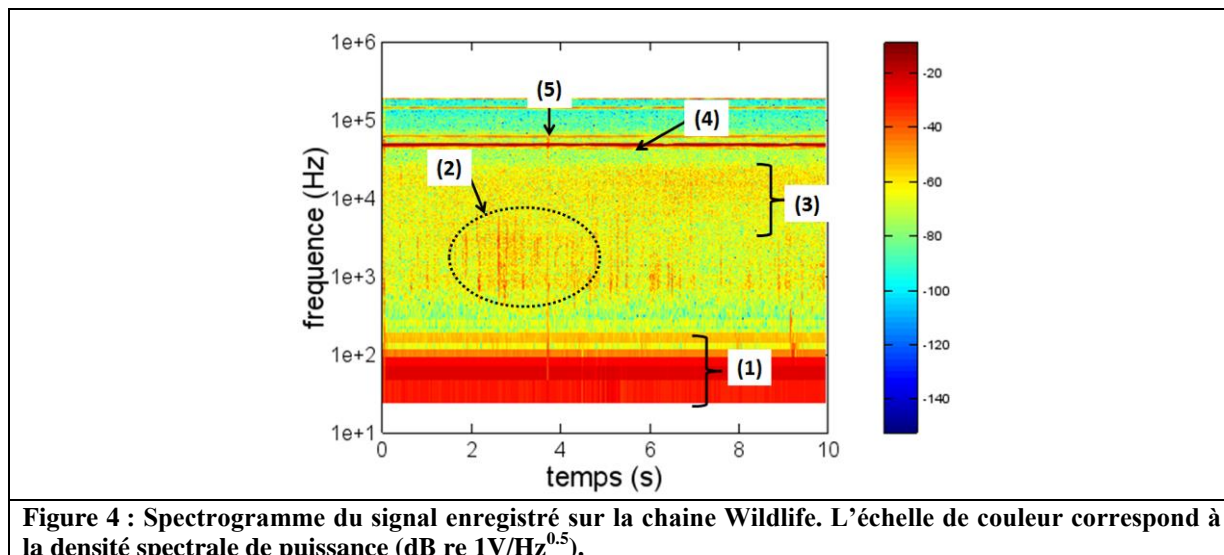 1e+6
1e+5
1e+4
1e+3
1e+2
1e+1
frequence (Hz)
0
2
4
6
8
10
temps (s)
(5)
(4)
(2)
(3)
(1)
-20
-40
-60
-80
-100
-120
-140
Figure 4 : Spectrogramme du signal enregistré sur la chaine Wildlife. L’échelle de couleur correspond à
la densité spectrale de puissance (dB re 1V/Hz0.5).